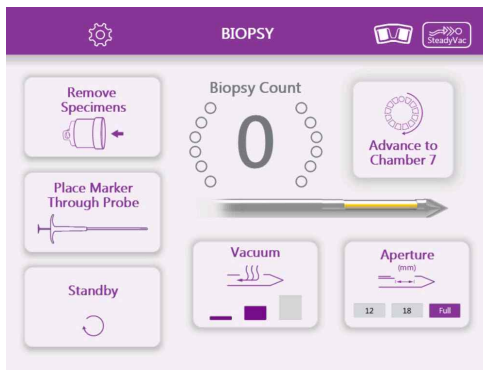 BIOPSY
SteadyVac
Remove
Specimens
Biopsy Count
0
Advance to
Chamber 7
Place Marker
Through Probe
Standby
Vacuum
Aperture
(mm)
12 18 Full